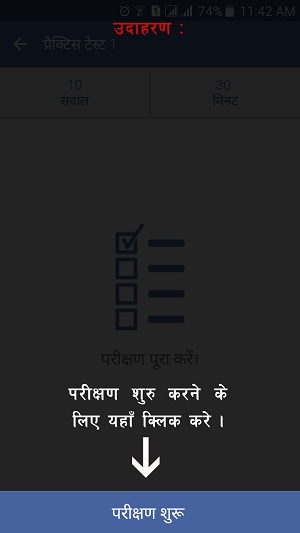 74% 11:42 AM
उदाहरण :
प्रैक्टिस टेस्ट 1
10 30
सवाल मिनट
परीक्षण पूरा करें।
परीक्षण शुरु करने के
लिए यहाँ क्लिक करे ।
परीक्षण शुरू